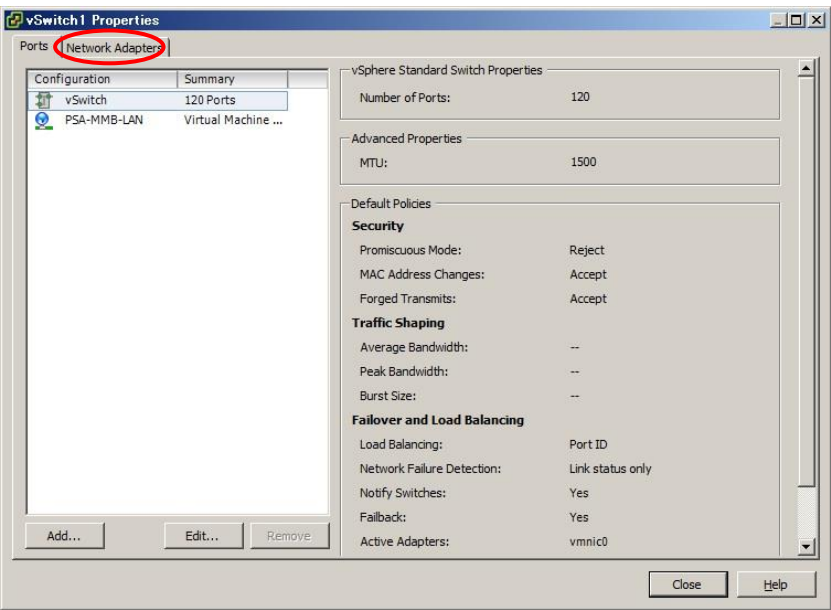 vSwitch1 Properties
Ports Network Adapters
Configuration Summary
vSwitch 120 Ports
PSA-MMB-LAN Virtual Machine ...
Add... Edit... Remove
vSphere Standard Switch Properties
Number of Ports: 120
Advanced Properties
MTU: 1500
Default Policies
Security
Promiscuous Mode: Reject
MAC Address Changes: Accept
Forged Transmits: Accept
Traffic Shaping
Average Bandwidth: --
Peak Bandwidth: --
Burst Size: --
Failover and Load Balancing
Load Balancing: Port ID
Network Failure Detection: Link status only
Notify Switches: Yes
Failback: Yes
Active Adapters: vmnic0
Close Help